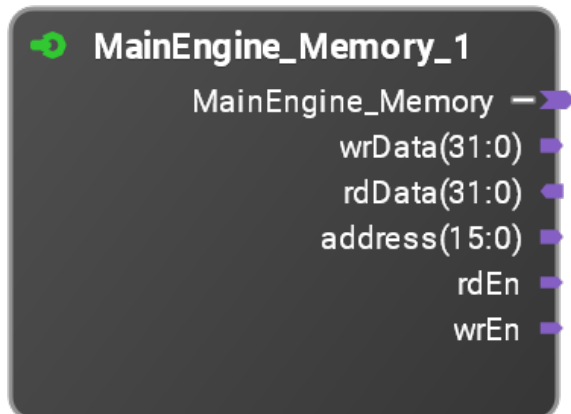 MainEngine_Memory_1
MainEngine_Memory
wrData(31:0)
rdData(31:0)
address(15:0)
rdEn
wrEn